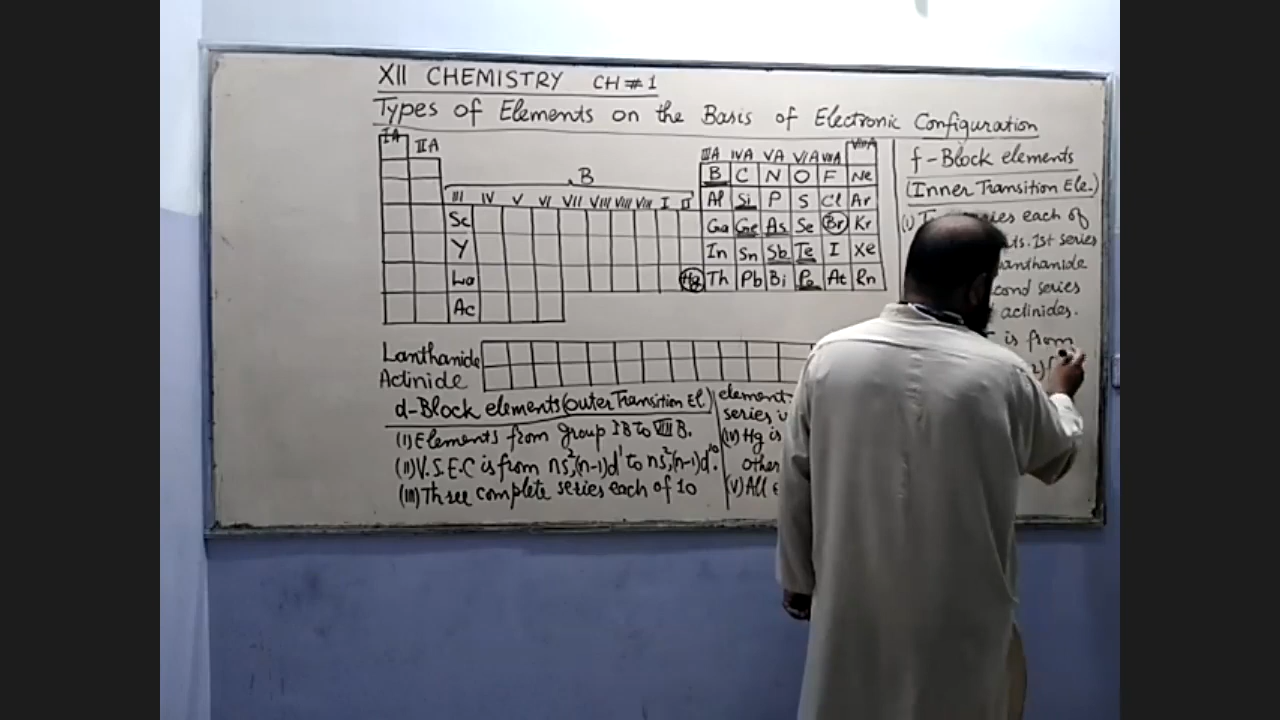 XII CHEMISTRY CH # 1
Types of Elements on the Basis of Electronic Configuration
IA
IIA
B
III IV V VI VII VIII VIII VIII I II
IIIA IVA VA VIA VIIA VIIIA
B C N O F Ne
Al Si P S Cl Ar
Sc Ga Ge As Se Br Kr
Y In Sn Sb Te I Xe
La Hg Th Pb Bi Po At Rn
Ac
Lanthanide
Actinide
d-Block elements (outer Transition El)
(I) Elements from group IB to VIII B.
(II) V.S.E.C is from ns²,(n-1)d¹ to ns²,(n-1)d¹⁰.
(III) Three complete series each of 10
element
series
(IV) Hg is
other
(V) All
f-Block elements
(Inner Transition Ele.)
(I) each of
1st series
cond series
actinides.
is from